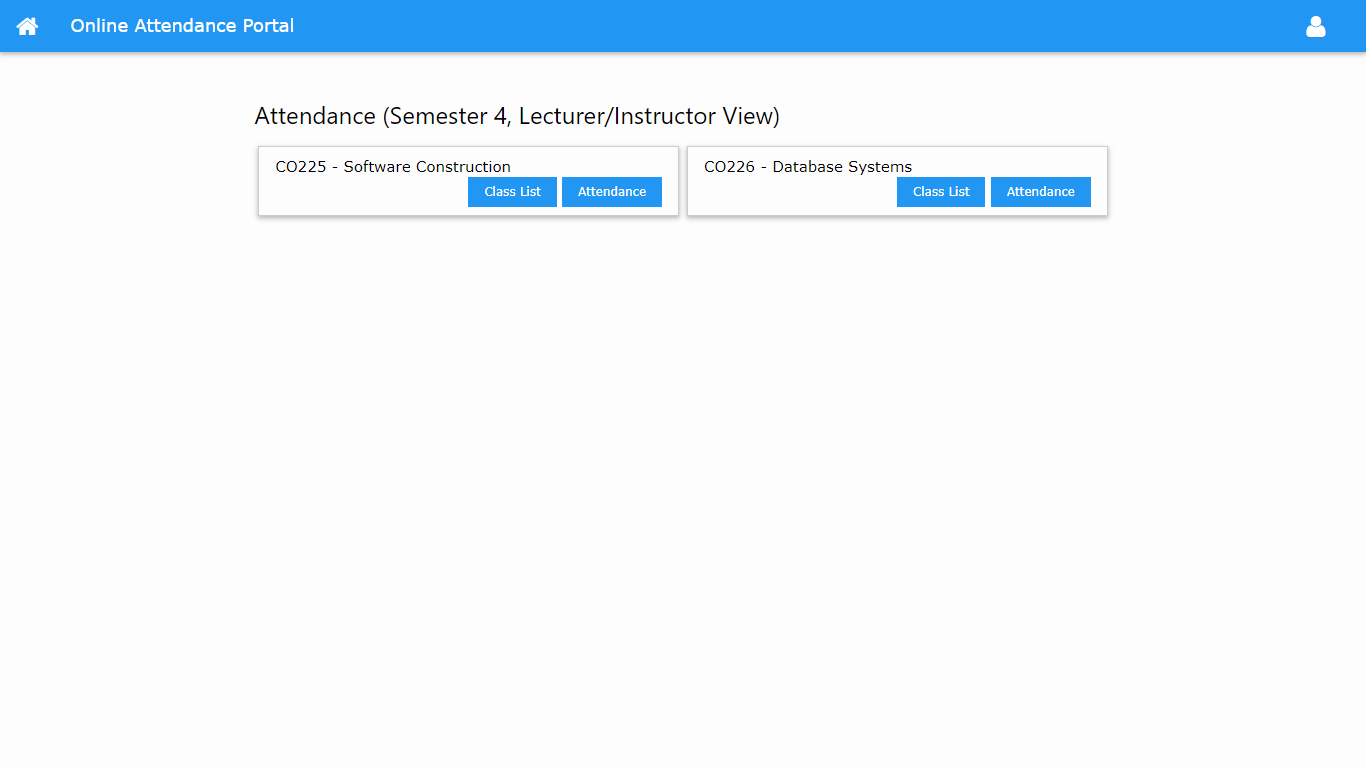 Online Attendance Portal
Attendance (Semester 4, Lecturer/Instructor View)
CO225 - Software Construction
Class List Attendance
CO226 - Database Systems
Class List Attendance